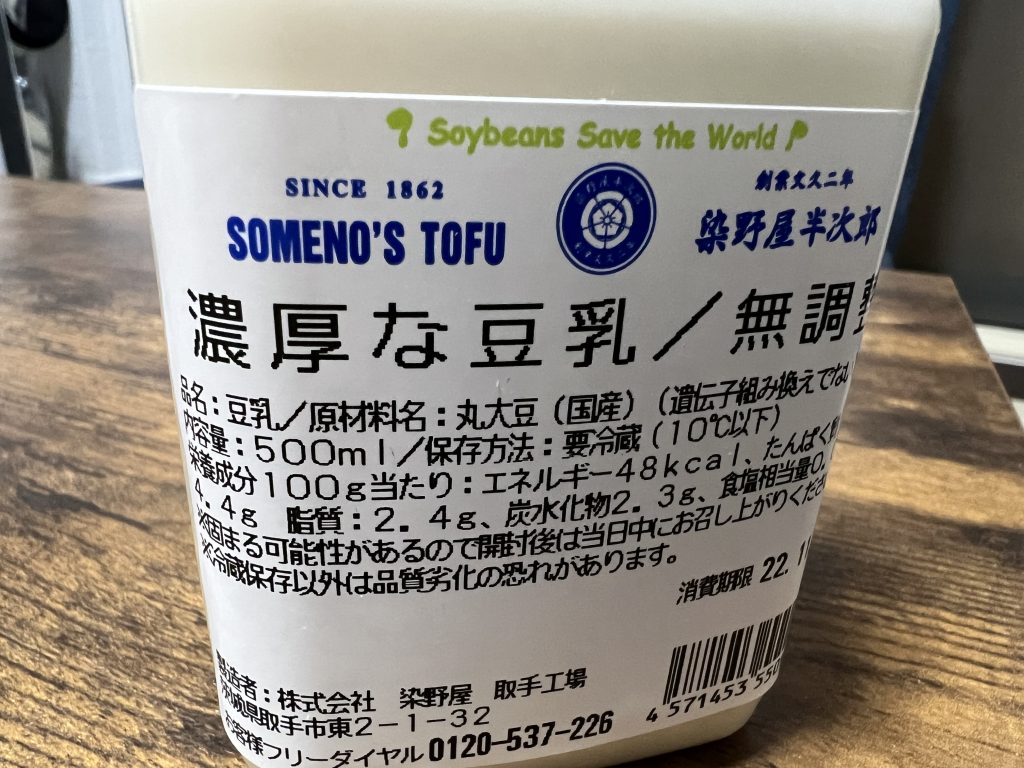 Soybeans Save the World
SINCE 1862
SOMENO'S TOFU
創業文久二年
染野屋半次郎
濃厚な豆乳／無調整
品名：豆乳／原材料名：丸大豆（国産）（遺伝子組み換えでない
内容量：500ml／保存方法：要冷蔵（10℃以下）
栄養成分100g当たり：エネルギー48kcal、たんぱく質
4.4g 脂質：2.4g、炭水化物2.3g、食塩相当量0.
※固まる可能性があるので開封後は当日中にお召し上がりくださ
※冷蔵保存以外は品質劣化の恐れがあります。
消費期限 22.1
製造者：株式会社 染野屋 取手工場
茨城県取手市東2－1－32
お客様フリーダイヤル0120-537-226
4 571453 550